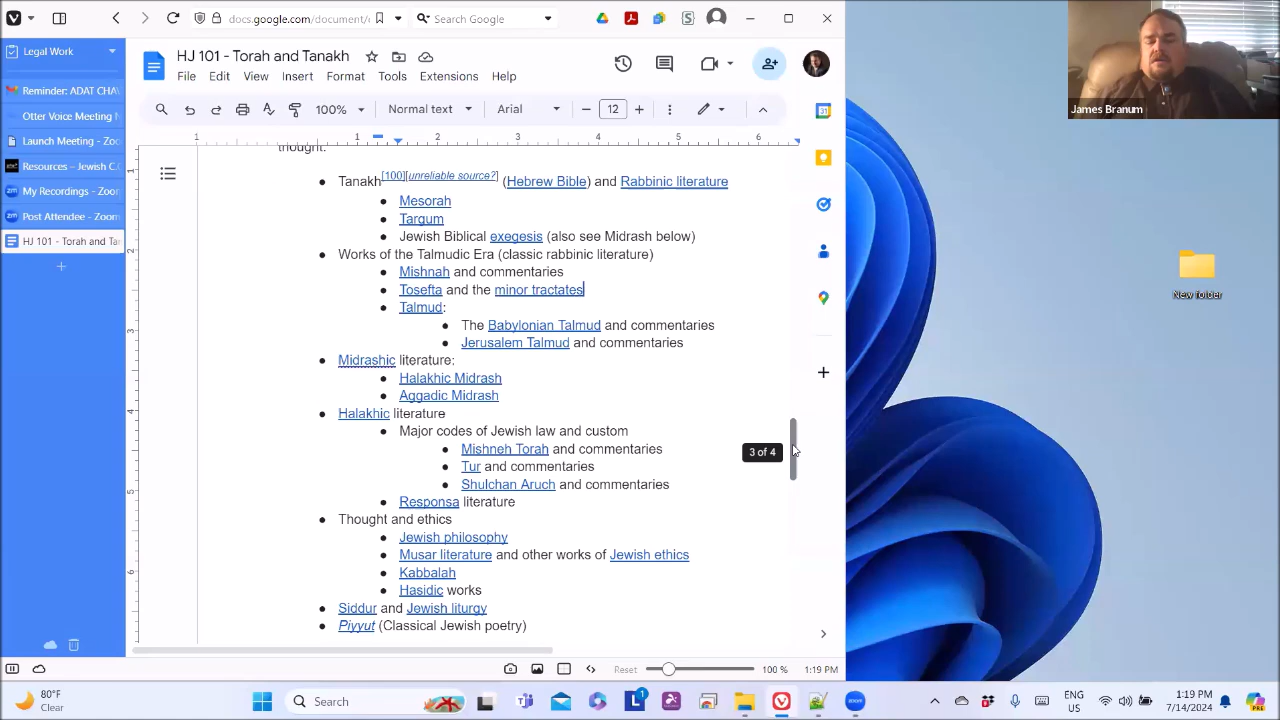 Legal Work
docs.google.com/document/
Search Google
Reminder: ADAT CHA
Otter Voice Meeting N
Launch Meeting - Zoom
Resources – Jewish C
My Recordings - Zoo
Post Attendee - Zoom
HJ 101 - Torah and Ta
HJ 101 - Torah and Tanakh
File Edit View Insert Format Tools Extensions Help
100% Normal text Arial 12
1 1 2 3 4 5 6
thought:
Tanakh[100][unreliable source?] (Hebrew Bible) and Rabbinic literature
Mesorah
Targum
Jewish Biblical exegesis (also see Midrash below)
Works of the Talmudic Era (classic rabbinic literature)
Mishnah and commentaries
Tosefta and the minor tractates
Talmud:
The Babylonian Talmud and commentaries
Jerusalem Talmud and commentaries
Midrashic literature:
Halakhic Midrash
Aggadic Midrash
Halakhic literature
Major codes of Jewish law and custom
Mishneh Torah and commentaries
Tur and commentaries
Shulchan Aruch and commentaries
Responsa literature
Thought and ethics
Jewish philosophy
Musar literature and other works of Jewish ethics
Kabbalah
Hasidic works
Siddur and Jewish liturgy
Piyyut (Classical Jewish poetry)
3 of 4
Reset 100 % 1:19 PM
James Branum
New folder
80°F
Clear
Search
ENG
US
1:19 PM
7/14/2024